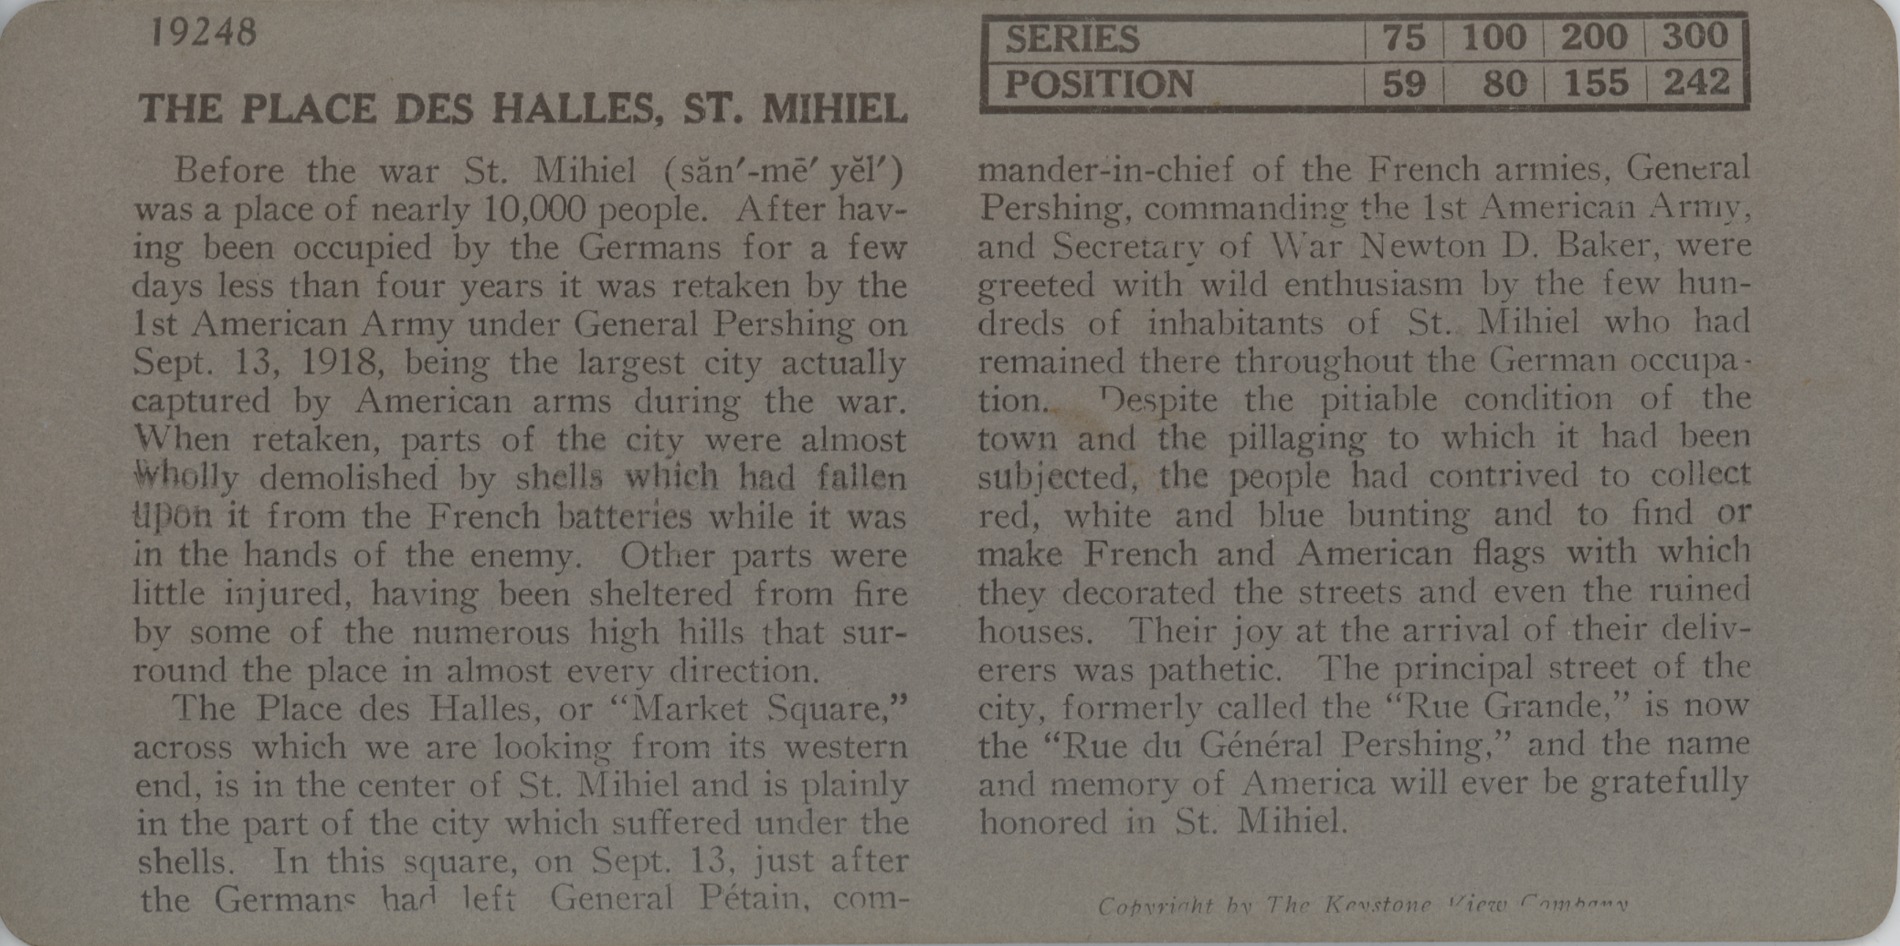 19248
THE PLACE DES HALLES, ST. MIHIEL
Before the war St. Mihiel (săn′-mē′ yĕl′)
was a place of nearly 10,000 people. After hav-
ing been occupied by the Germans for a few
days less than four years it was retaken by the
1st American Army under General Pershing on
Sept. 13, 1918, being the largest city actually
captured by American arms during the war.
When retaken, parts of the city were almost
wholly demolished by shells which had fallen
upon it from the French batteries while it was
in the hands of the enemy. Other parts were
little injured, having been sheltered from fire
by some of the numerous high hills that sur-
round the place in almost every direction.
The Place des Halles, or “Market Square,”
across which we are looking from its western
end, is in the center of St. Mihiel and is plainly
in the part of the city which suffered under the
shells. In this square, on Sept. 13, just after
the Germans had left General Pétain, com-
SERIES 75 100 200 300
POSITION 59 80 155 242
mander-in-chief of the French armies, General
Pershing, commanding the 1st American Army,
and Secretary of War Newton D. Baker, were
greeted with wild enthusiasm by the few hun-
dreds of inhabitants of St. Mihiel who had
remained there throughout the German occupa-
tion. Despite the pitiable condition of the
town and the pillaging to which it had been
subjected, the people had contrived to collect
red, white and blue bunting and to find or
make French and American flags with which
they decorated the streets and even the ruined
houses. Their joy at the arrival of their deliv-
erers was pathetic. The principal street of the
city, formerly called the “Rue Grande,” is now
the “Rue du Général Pershing,” and the name
and memory of America will ever be gratefully
honored in St. Mihiel.
Copyright by The Keystone View Company